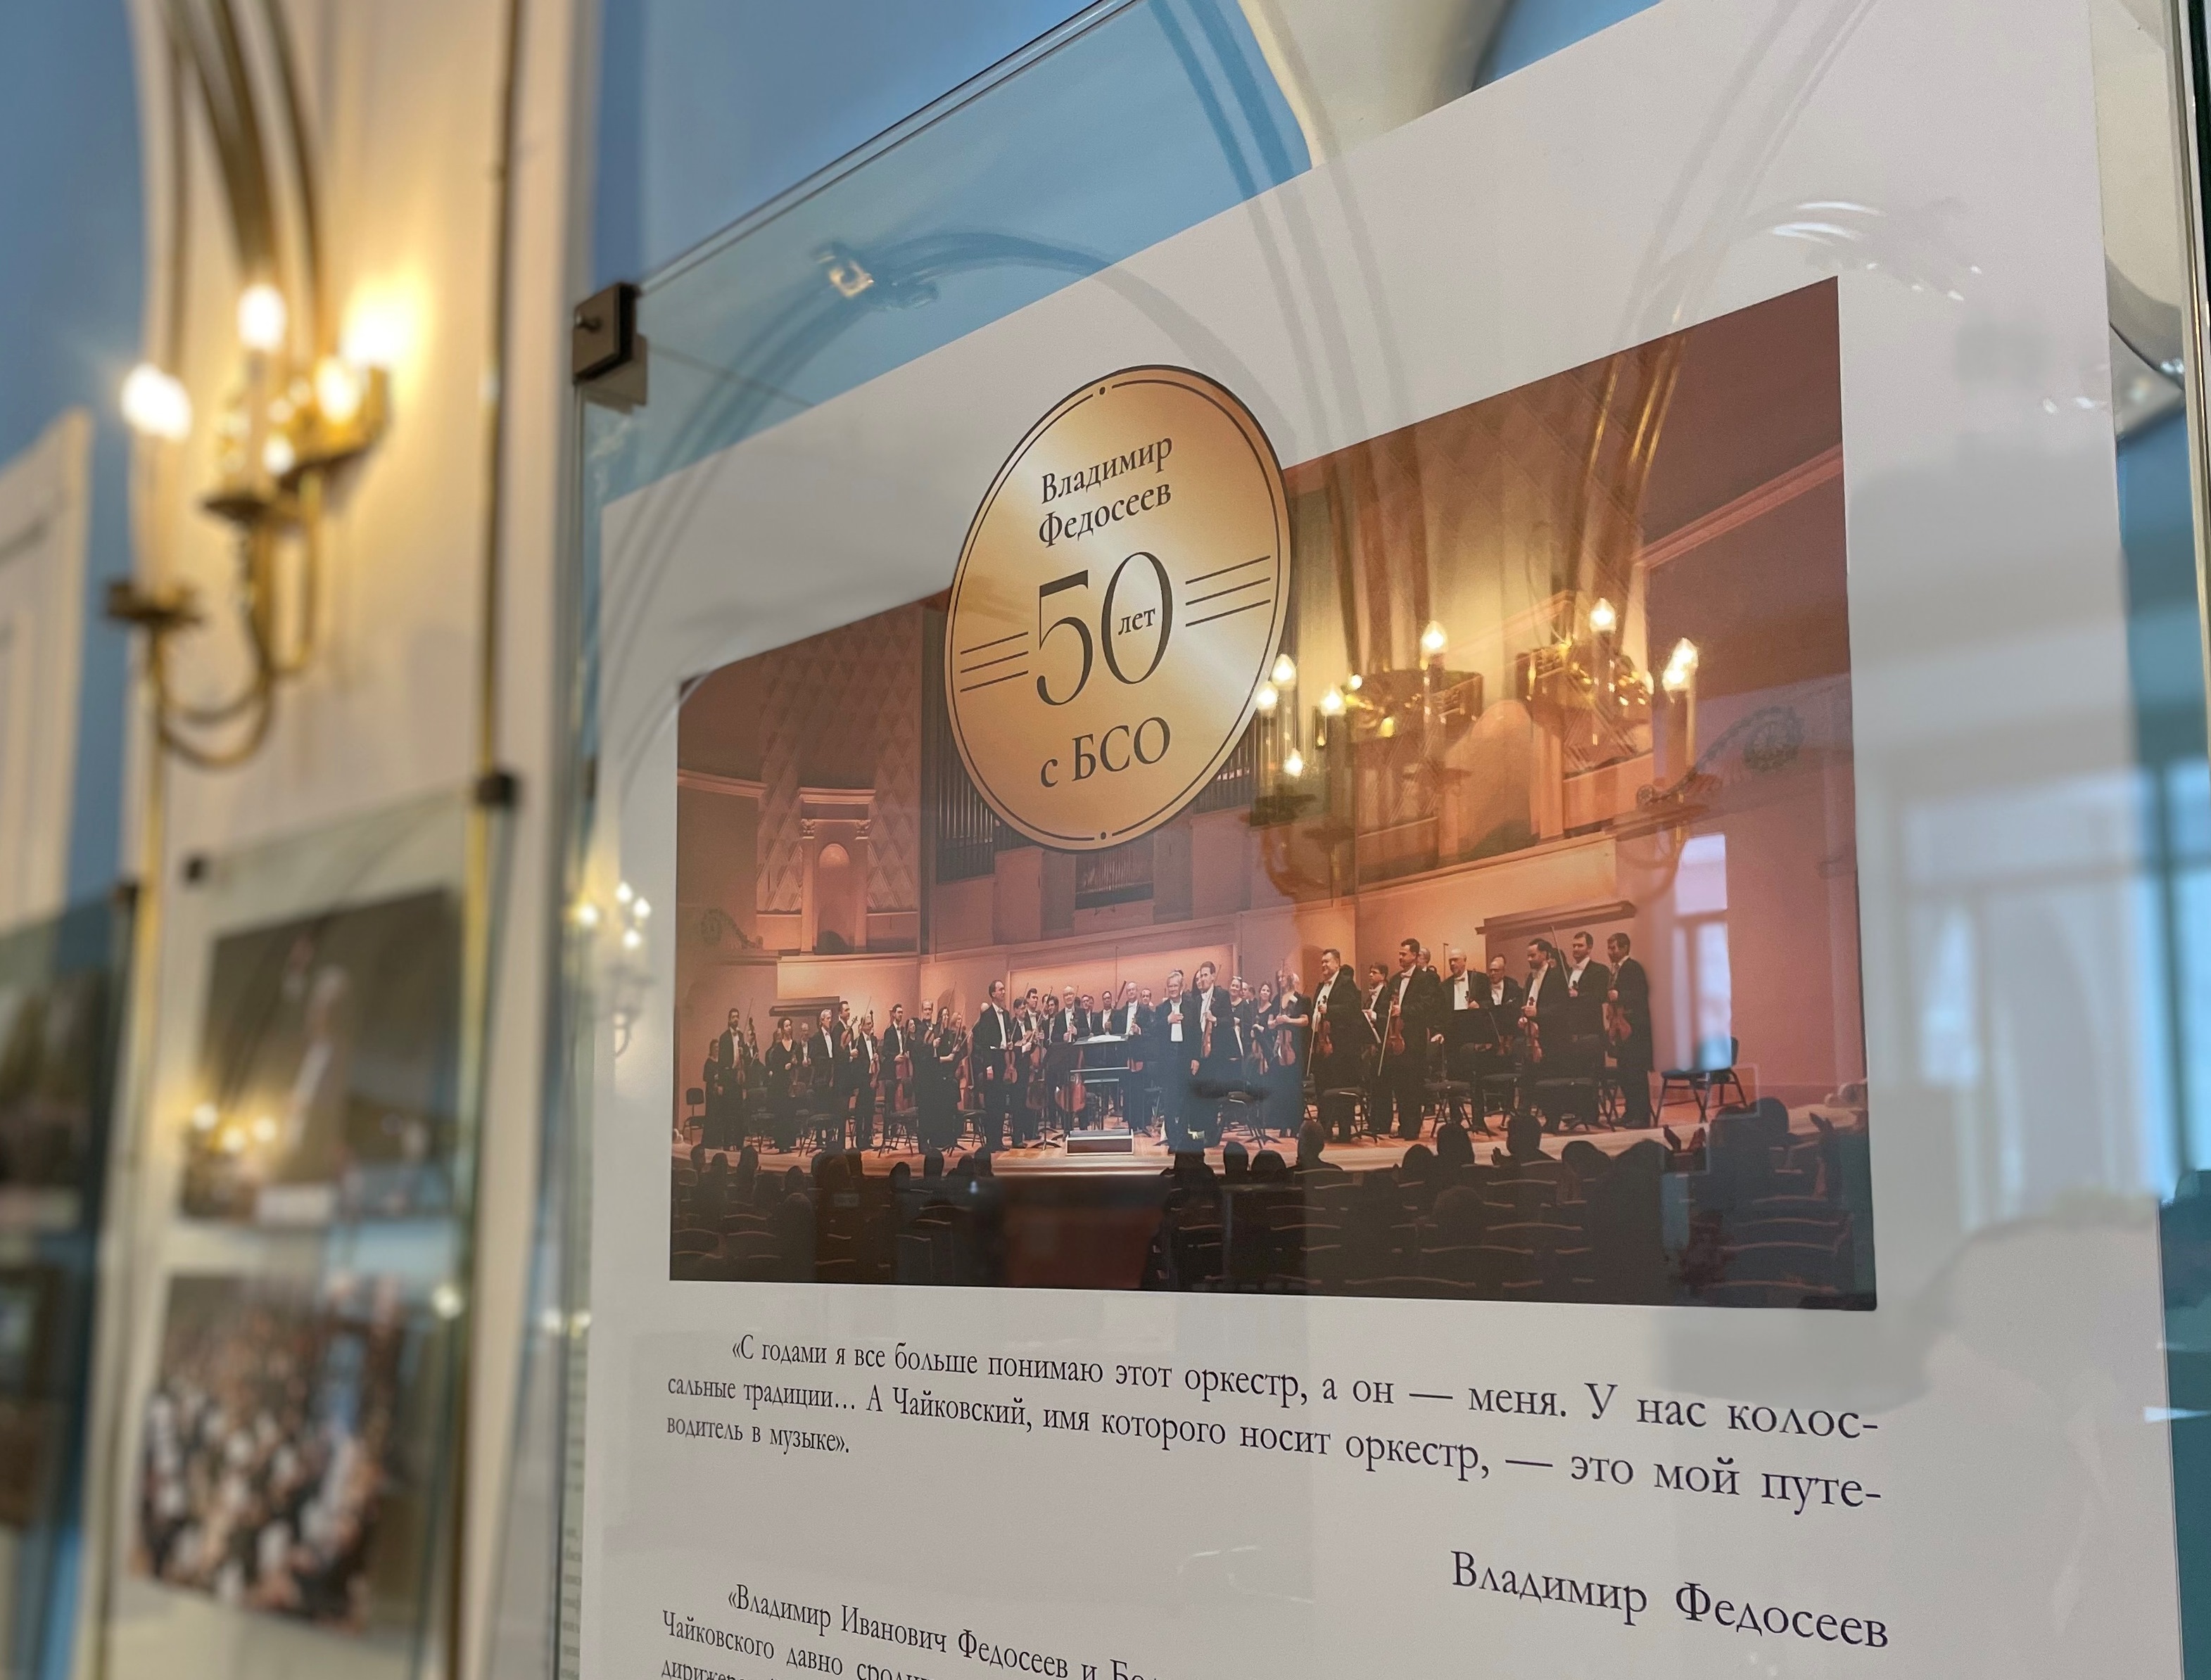 Владимир
Федосеев
50
лет
с БСО
«С годами я все больше понимаю этот оркестр, а он — меня. У нас колос-
сальные традиции... А Чайковский, имя которого носит оркестр, — это мой путе-
водитель в музыке».
Владимир Федосеев
«Владимир Иванович Федосеев и
Чайковского давно